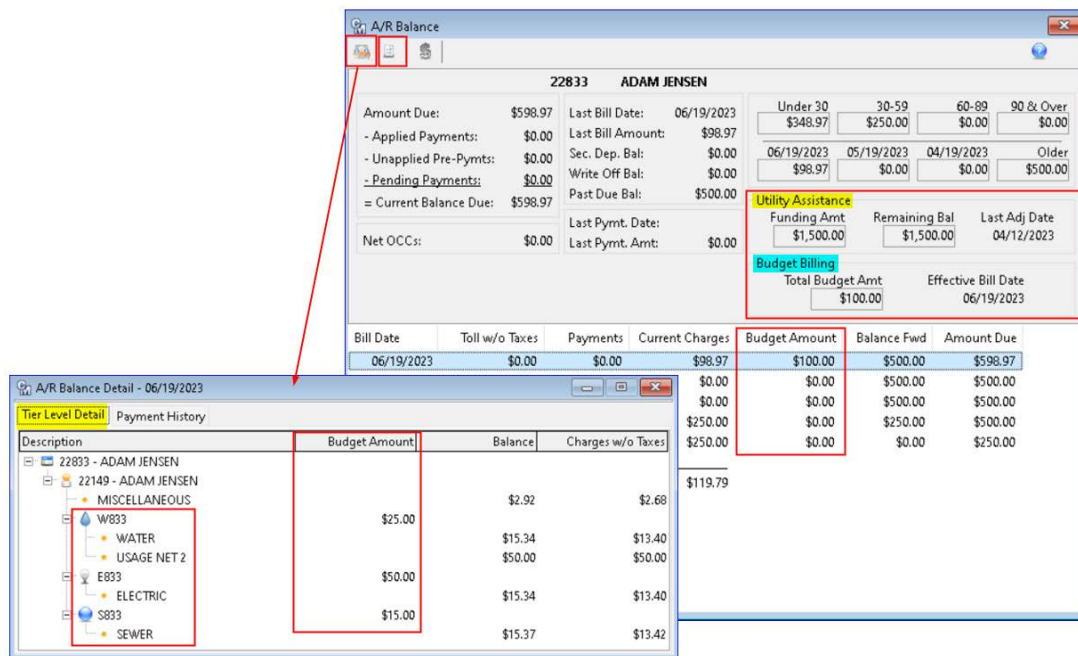 A/R Balance
22833 ADAM JENSEN
Amount Due: $598.97
- Applied Payments: $0.00
- Unapplied Pre-Pymts: $0.00
- Pending Payments: $0.00
= Current Balance Due: $598.97
Net OCCs: $0.00
Last Bill Date: 06/19/2023
Last Bill Amount: $98.97
Sec. Dep. Bal: $0.00
Write Off Bal: $0.00
Past Due Bal: $500.00
Last Pymt. Date:
Last Pymt. Amt: $0.00
Under 30 30-59 60-89 90 & Over
$348.97 $250.00 $0.00 $0.00
06/19/2023 05/19/2023 04/19/2023 Older
$98.97 $0.00 $0.00 $500.00
Utility Assistance
Funding Amt Remaining Bal Last Adj Date
$1,500.00 $1,500.00 04/12/2023
Budget Billing
Total Budget Amt Effective Bill Date
$100.00 06/19/2023
Bill Date Toll w/o Taxes Payments Current Charges Budget Amount Balance Fwd Amount Due
06/19/2023 $0.00 $0.00 $98.97 $100.00 $500.00 $598.97
$0.00 $0.00 $500.00 $500.00
$0.00 $0.00 $500.00 $500.00
$250.00 $0.00 $250.00 $500.00
$250.00 $0.00 $0.00 $250.00
$119.79
A/R Balance Detail - 06/19/2023
Tier Level Detail Payment History
Description Budget Amount Balance Charges w/o Taxes
22833 - ADAM JENSEN
22149 - ADAM JENSEN
MISCELLANEOUS $2.92 $2.68
W833 $25.00
WATER $15.34 $13.40
USAGE NET 2 $50.00 $50.00
E833 $50.00
ELECTRIC $15.34 $13.40
S833 $15.00
SEWER $15.37 $13.42